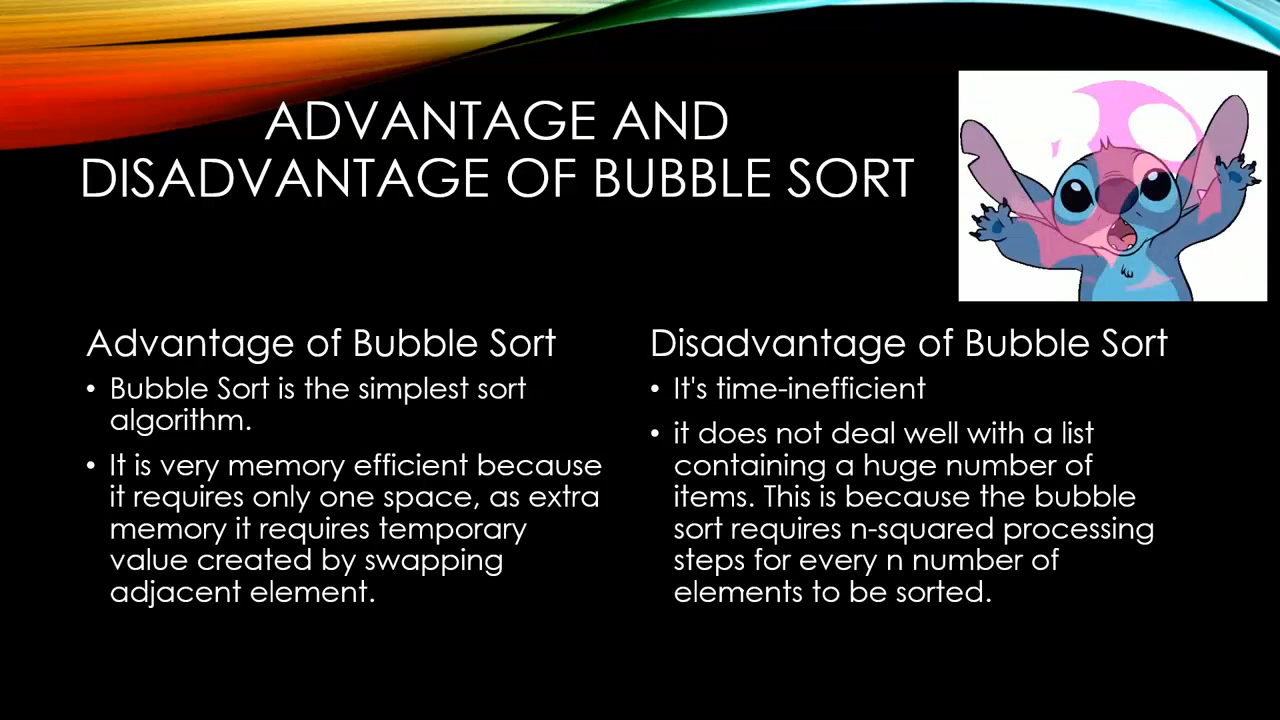 ADVANTAGE AND
DISADVANTAGE OF BUBBLE SORT
Advantage of Bubble Sort
• Bubble Sort is the simplest sort
algorithm.
• It is very memory efficient because
it requires only one space, as extra
memory it requires temporary
value created by swapping
adjacent element.
Disadvantage of Bubble Sort
• It's time-inefficient
• it does not deal well with a list
containing a huge number of
items. This is because the bubble
sort requires n-squared processing
steps for every n number of
elements to be sorted.